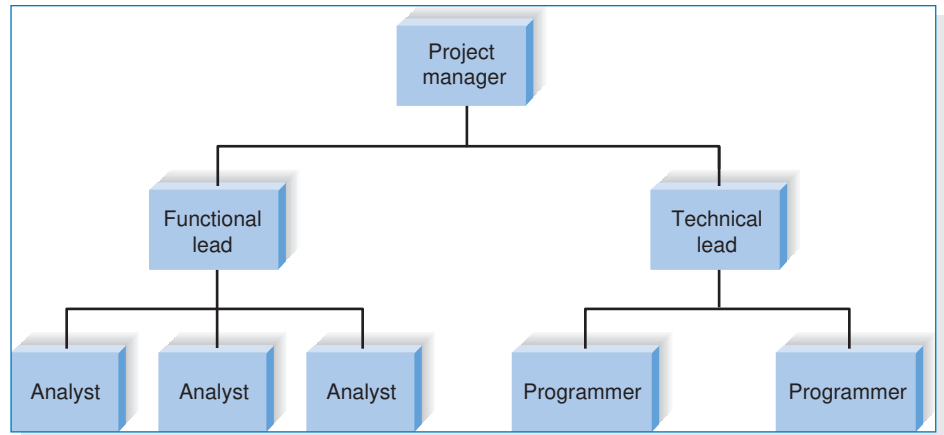 Project
manager
Functional
lead
Technical
lead
Analyst
Analyst
Analyst
Programmer
Programmer